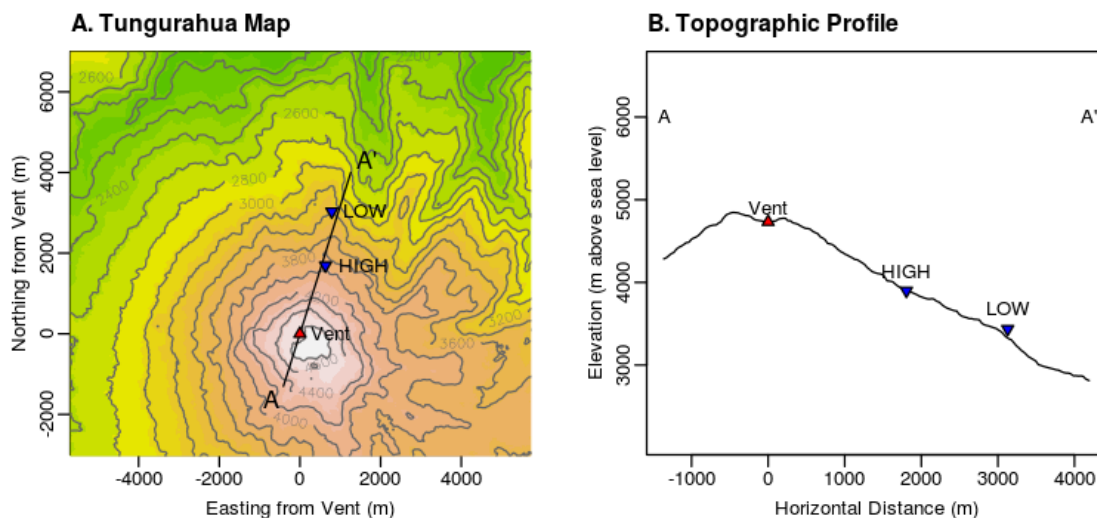 A. Tungurahua Map
B. Topographic Profile
2600
2200
2600
2400
2800
3000
3800
4200
3200
3600
4400
4000
A'
LOW
HIGH
Vent
A
6000
4000
2000
0
-2000
Northing from Vent (m)
-4000 -2000 0 2000 4000
Easting from Vent (m)
A
A'
Vent
HIGH
LOW
6000
5000
4000
3000
Elevation (m above sea level)
-1000 0 1000 2000 3000 4000
Horizontal Distance (m)